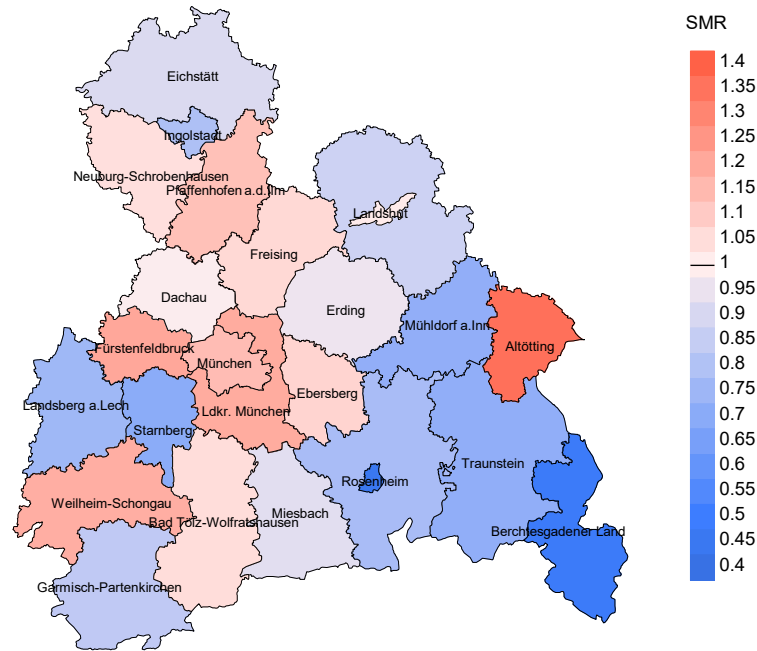 SMR
Eichstätt
Ingolstadt
Neuburg-Schrobenhausen
Pfaffenhofen a.d.Ilm
Landshut
Freising
Dachau
Erding
Mühldorf a.Inn
Altötting
Fürstenfeldbruck
München
Ebersberg
Landsberg a.Lech
Ldkr. München
Starnberg
Traunstein
Rosenheim
Weilheim-Schongau
Miesbach
Bad Tölz-Wolfratshausen
Berchtesgadener Land
Garmisch-Partenkirchen
1.4
1.35
1.3
1.25
1.2
1.15
1.1
1.05
1
0.95
0.9
0.85
0.8
0.75
0.7
0.65
0.6
0.55
0.5
0.45
0.4